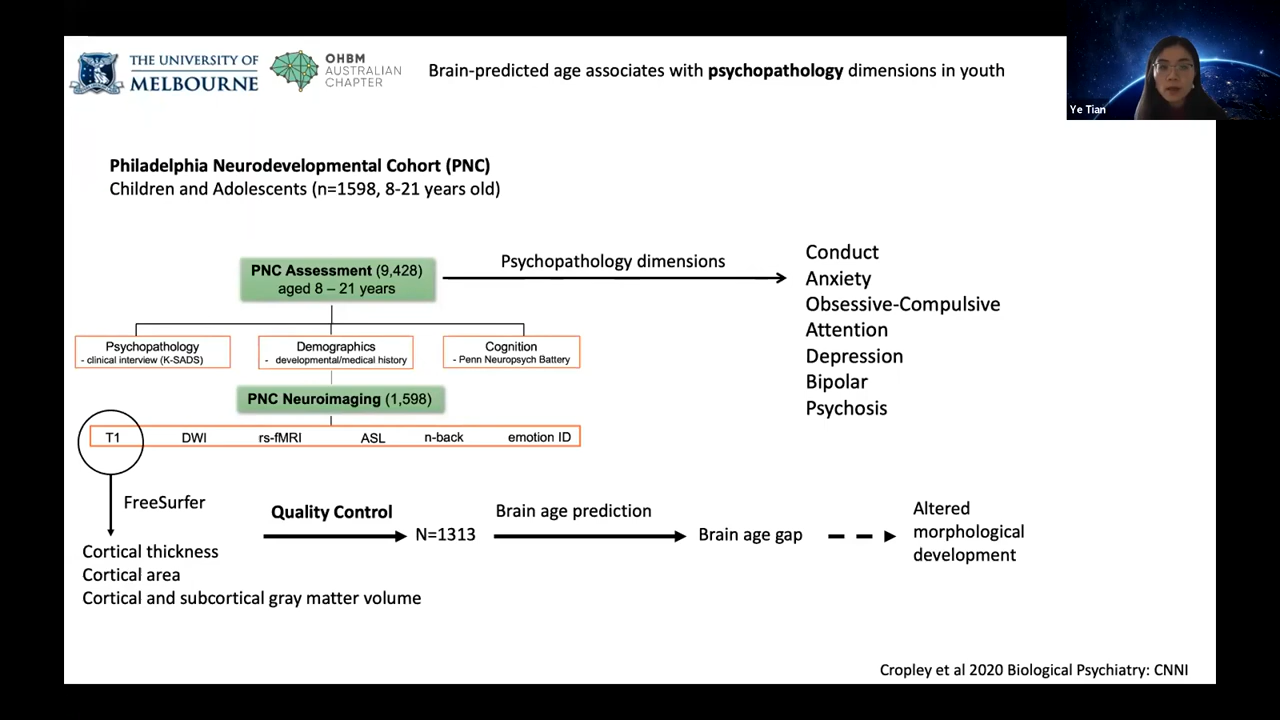 THE UNIVERSITY OF
MELBOURNE
OHBM
AUSTRALIAN
CHAPTER
Brain-predicted age associates with psychopathology dimensions in youth
Ye Tian
Philadelphia Neurodevelopmental Cohort (PNC)
Children and Adolescents (n=1598, 8-21 years old)
PNC Assessment (9,428)
aged 8 – 21 years
Psychopathology dimensions
Conduct
Anxiety
Obsessive-Compulsive
Attention
Depression
Bipolar
Psychosis
Psychopathology
- clinical interview (K-SADS)
Demographics
- developmental/medical history
Cognition
- Penn Neuropsych Battery
PNC Neuroimaging (1,598)
T1 DWI rs-fMRI ASL n-back emotion ID
FreeSurfer
Cortical thickness
Cortical area
Cortical and subcortical gray matter volume
Quality Control
N=1313
Brain age prediction
Brain age gap
Altered
morphological
development
Cropley et al 2020 Biological Psychiatry: CNNI